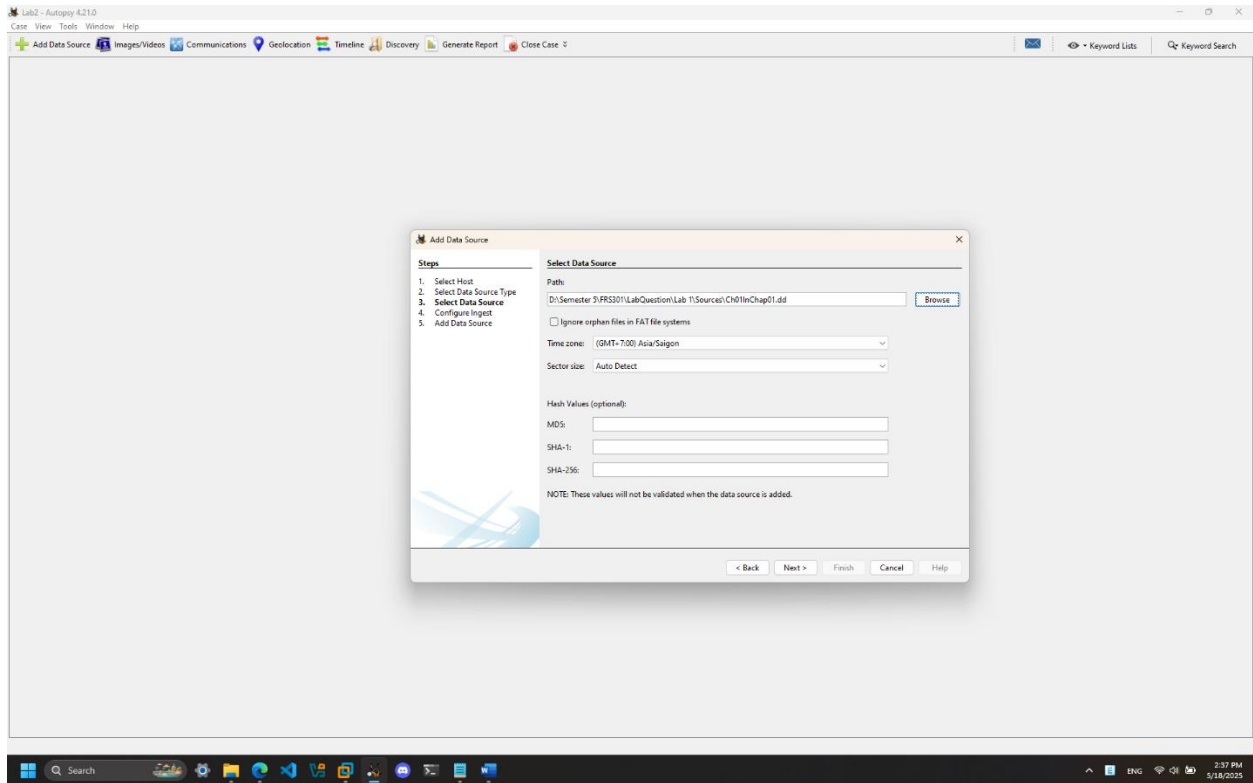 Lab2 - Autopsy 4.21.0
Case View Tools Window Help
Add Data Source Images/Videos Communications Geolocation Timeline Discovery Generate Report Close Case Keyword Lists Keyword Search
Add Data Source
Steps
1. Select Host
2. Select Data Source Type
3. Select Data Source
4. Configure Ingest
5. Add Data Source
Select Data Source
Path:
D:\Semester 5\FRS301\LabQuestion\Lab 1\Sources\Ch01InChap01.dd Browse
Ignore orphan files in FAT file systems
Time zone: (GMT+7:00) Asia/Saigon
Sector size: Auto Detect
Hash Values (optional):
MD5:
SHA-1:
SHA-256:
NOTE: These values will not be validated when the data source is added.
< Back Next > Finish Cancel Help
Search ENG 2:37 PM
5/18/2025